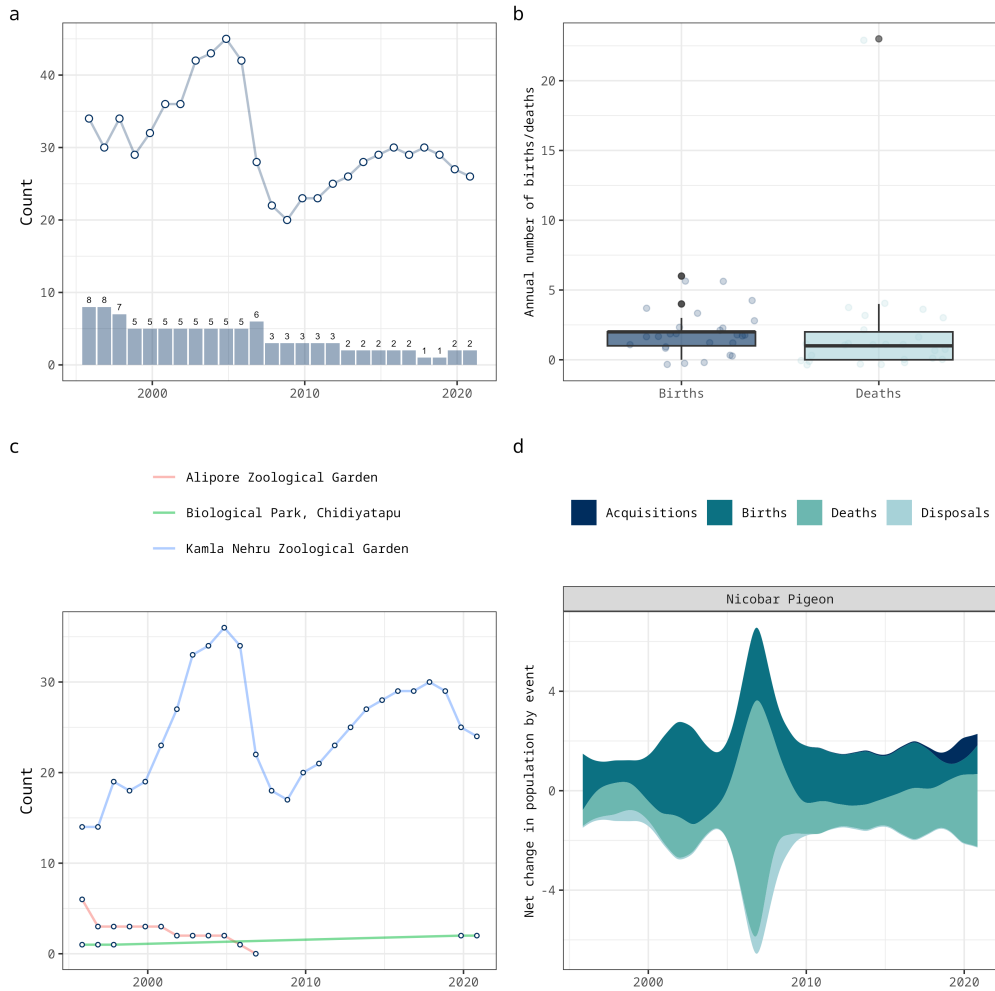 a
Count
40
30
20
10
0
8 8 7 5 5 5 5 5 5 5 5 6 3 3 3 3 3 2 2 2 2 2 1 1 2 2
2000 2010 2020
b
Annual number of births/deaths
20
15
10
5
0
Births Deaths
c
Alipore Zoological Garden
Biological Park, Chidiyatapu
Kamla Nehru Zoological Garden
Count
30
20
10
0
2000 2010 2020
d
Acquisitions Births Deaths Disposals
Nicobar Pigeon
Net change in population by event
4
0
-4
2000 2010 2020